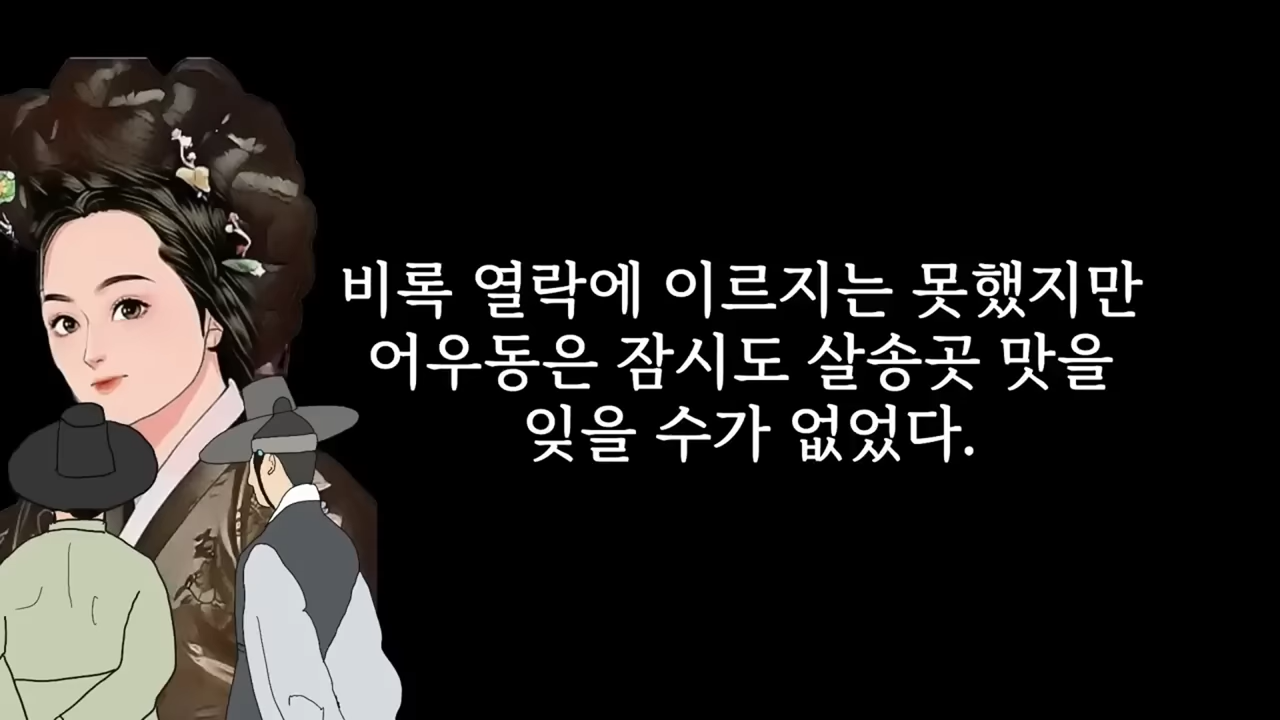 비록 열락에 이르지는 못했지만
어우동은 잠시도 살송곳 맛을
잊을 수가 없었다.